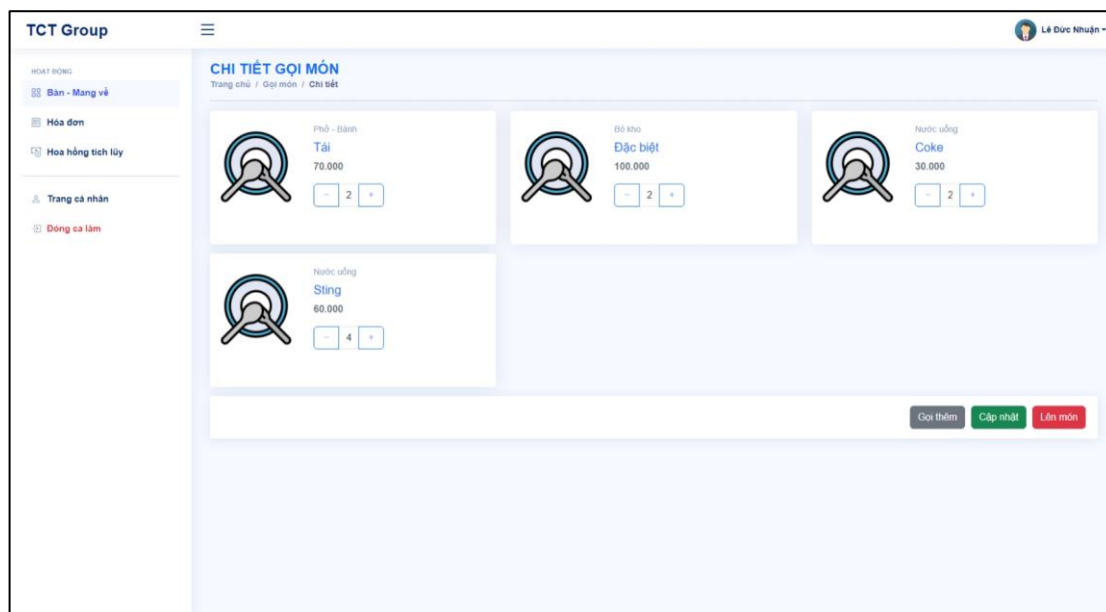 TCT Group
Lê Đức Nhuận
HOẠT ĐỘNG
Bàn - Mang về
Hóa đơn
Hoa hồng tích lũy
Trang cá nhân
Đóng ca làm
CHI TIẾT GỌI MÓN
Trang chủ / Gọi món / Chi tiết
Phở - Bánh
Tái
70.000
- 2 +
Bò kho
Đặc biệt
100.000
- 2 +
Nước uống
Coke
30.000
- 2 +
Nước uống
Sting
60.000
- 4 +
Gọi thêm
Cập nhật
Lên món